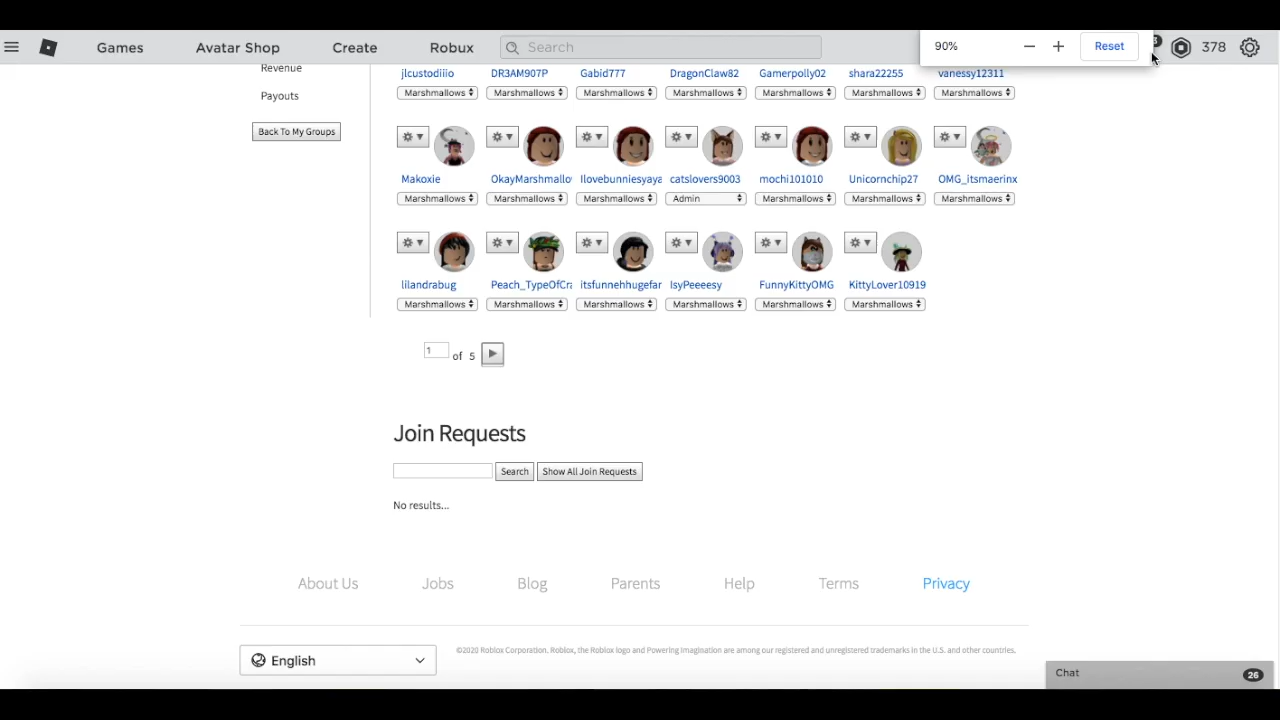 Games Avatar Shop Create Robux Search 90% Reset 378
Revenue
Payouts
Back To My Groups
jlcustodiiio DR3AM907P Gabid777 DragonClaw82 Gamerpolly02 shara22255 vanessy12311
Marshmallows Marshmallows Marshmallows Marshmallows Marshmallows Marshmallows Marshmallows
Makoxie OkayMarshmallo Ilovebunniesyaya catslovers9003 mochi101010 Unicornchip27 OMG_itsmaerinx
Marshmallows Marshmallows Marshmallows Admin Marshmallows Marshmallows Marshmallows
lilandrabug Peach_TypeOfCra itsfunnehhugefar IsyPeeeesy FunnyKittyOMG KittyLover10919
Marshmallows Marshmallows Marshmallows Marshmallows Marshmallows Marshmallows
1 of 5
Join Requests
Search Show All Join Requests
No results...
About Us Jobs Blog Parents Help Terms Privacy
English
©2020 Roblox Corporation. Roblox, the Roblox logo and Powering Imagination are among our registered and unregistered trademarks in the U.S. and other countries.
Chat 26